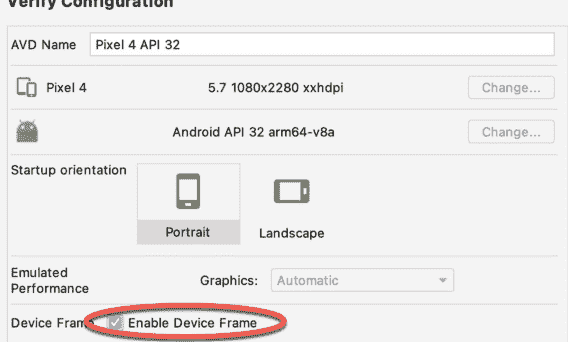 Verify Configuration
AVD Name Pixel 4 API 32
Pixel 4 5.7 1080x2280 xxhdpi Change...
Android API 32 arm64-v8a Change...
Startup orientation
Portrait
Landscape
Emulated
Performance
Graphics: Automatic
Device Frame Enable Device Frame